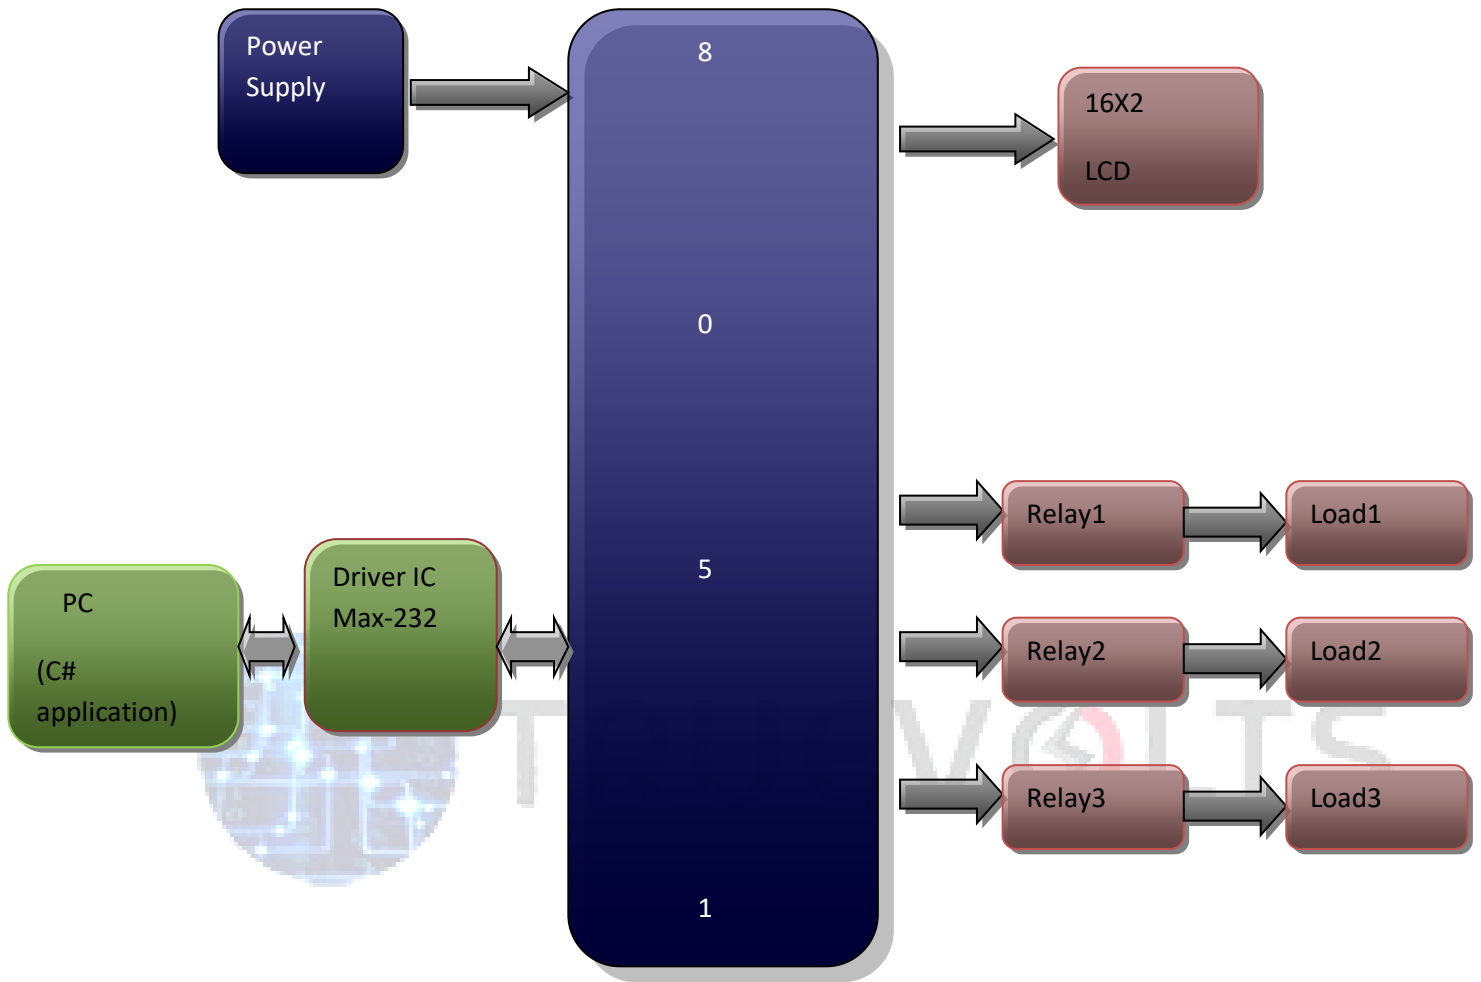 Power
Supply
8
16X2
LCD
0
Relay1
Load1
5
Driver IC
Max-232
PC
(C#
application)
Relay2
Load2
Relay3
Load3
1